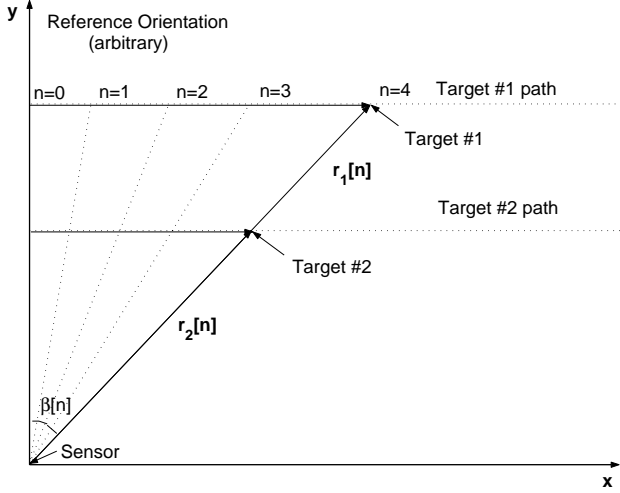 y
Reference Orientation
(arbitrary)
n=0 n=1 n=2 n=3 n=4 Target #1 path
Target #1
r1[n]
Target #2 path
Target #2
r2[n]
β[n]
Sensor
x